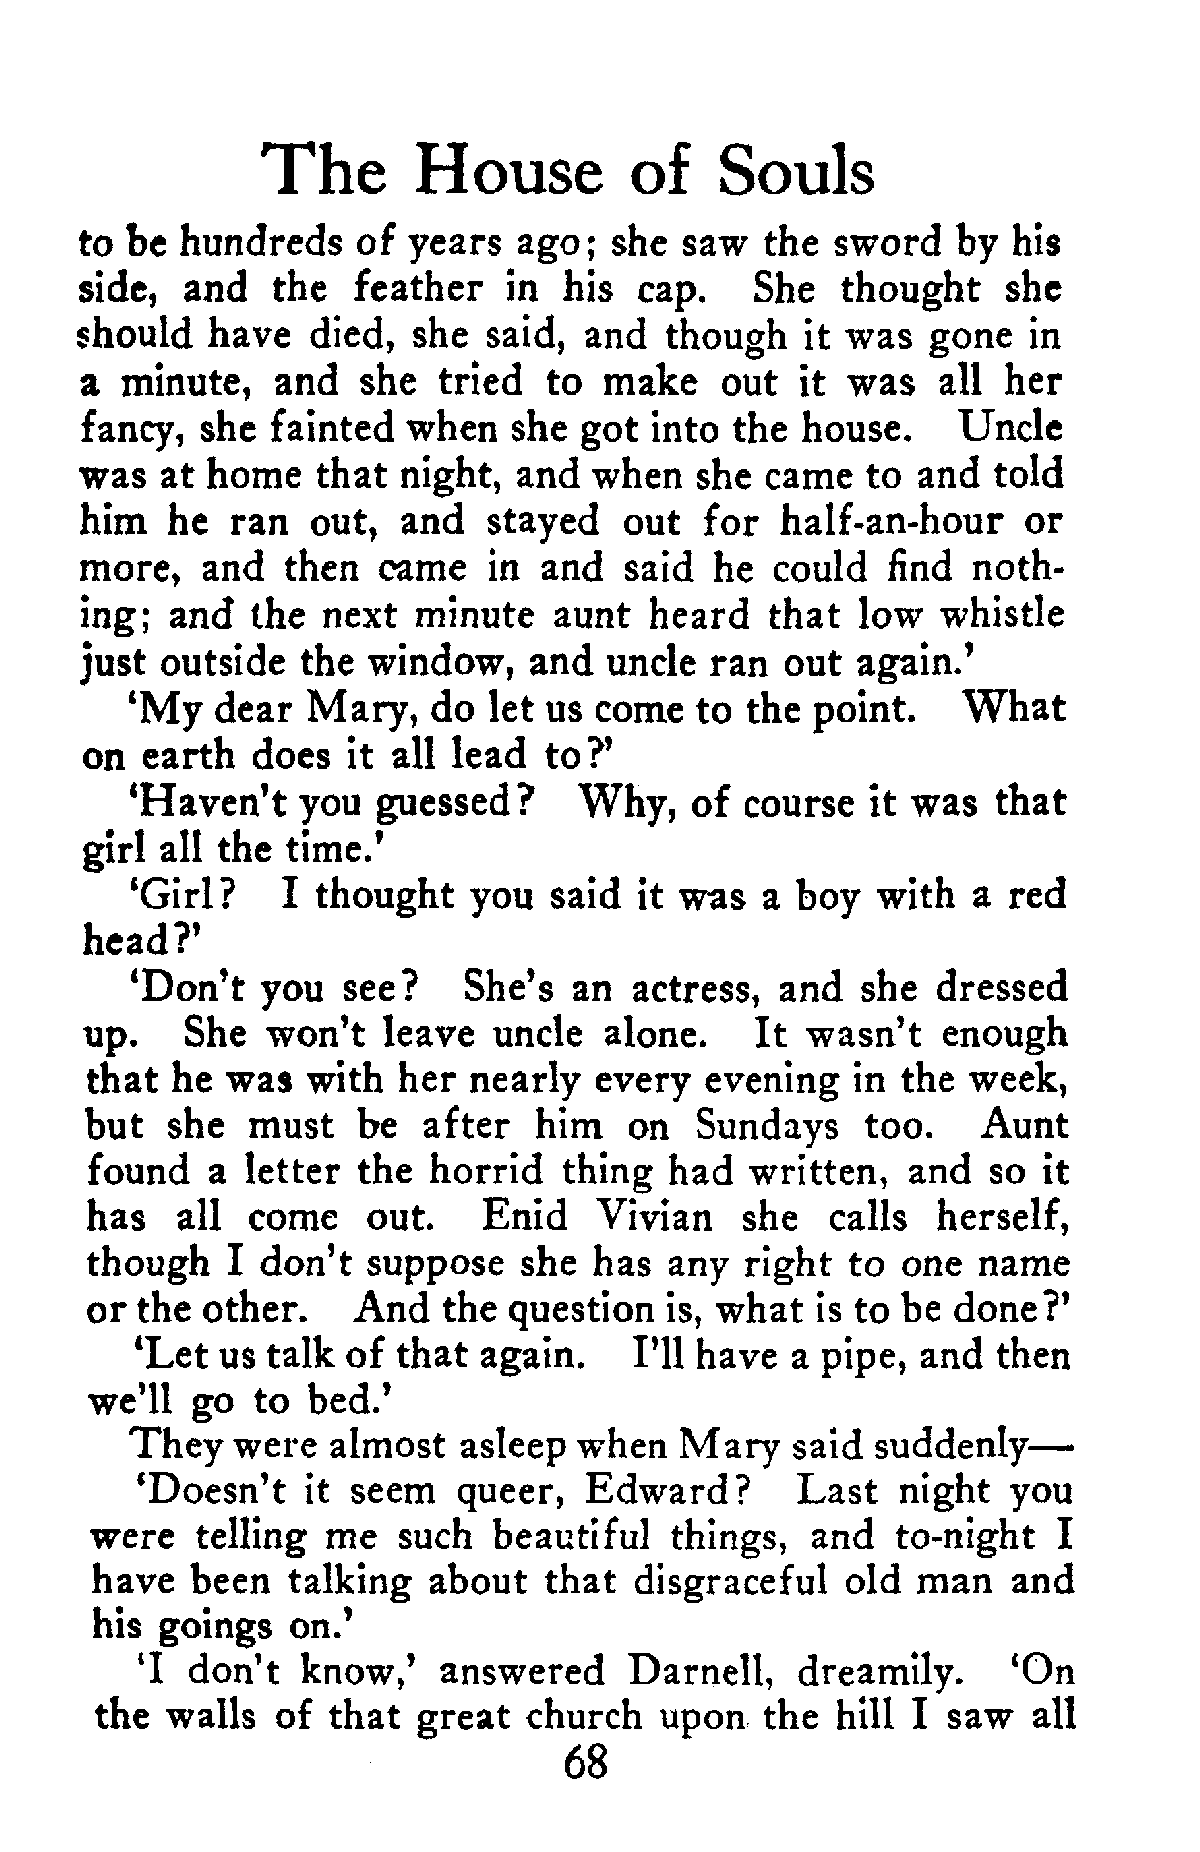 The House of Souls
to be hundreds of years ago; she saw the sword by his
side, and the feather in his cap. She thought she
should have died, she said, and though it was gone in
a minute, and she tried to make out it was all her
fancy, she fainted when she got into the house. Uncle
was at home that night, and when she came to and told
him he ran out, and stayed out for half-an-hour or
more, and then came in and said he could find noth-
ing; and the next minute aunt heard that low whistle
just outside the window, and uncle ran out again.’
‘My dear Mary, do let us come to the point. What
on earth does it all lead to?’
‘Haven’t you guessed? Why, of course it was that
girl all the time.’
‘Girl? I thought you said it was a boy with a red
head?’
‘Don’t you see? She’s an actress, and she dressed
up. She won’t leave uncle alone. It wasn’t enough
that he was with her nearly every evening in the week,
but she must be after him on Sundays too. Aunt
found a letter the horrid thing had written, and so it
has all come out. Enid Vivian she calls herself,
though I don’t suppose she has any right to one name
or the other. And the question is, what is to be done?’
‘Let us talk of that again. I’ll have a pipe, and then
we’ll go to bed.’
They were almost asleep when Mary said suddenly—
‘Doesn’t it seem queer, Edward? Last night you
were telling me such beautiful things, and to-night I
have been talking about that disgraceful old man and
his goings on.’
‘I don’t know,’ answered Darnell, dreamily. ‘On
the walls of that great church upon the hill I saw all
68